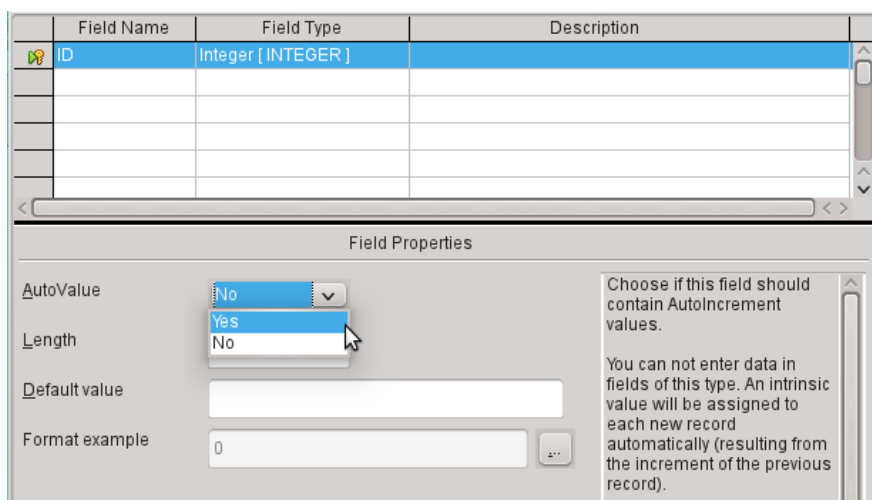 Field Name Field Type Description
ID Integer [ INTEGER ]
Field Properties
AutoValue No
Yes
No
Length
Default value
Format example 0 ...
Choose if this field should
contain AutoIncrement
values.
You can not enter data in
fields of this type. An intrinsic
value will be assigned to
each new record
automatically (resulting from
the increment of the previous
record).